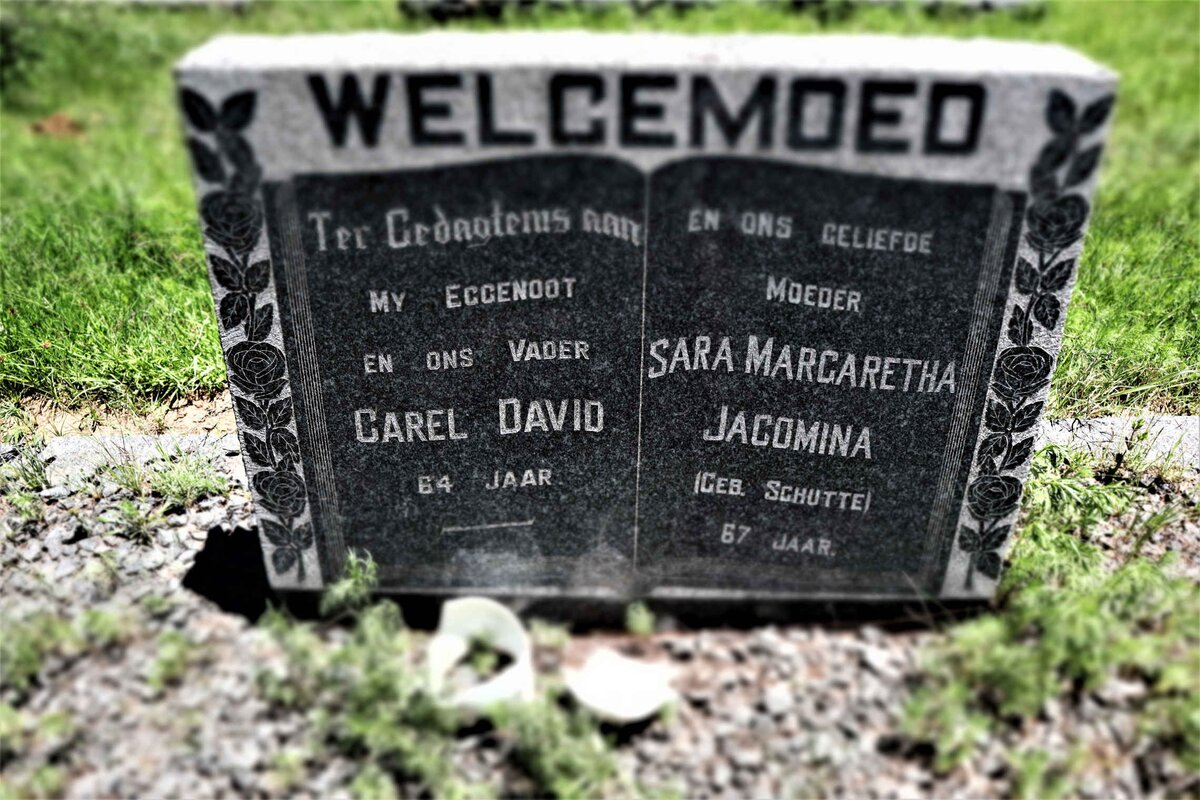 WELGEMOED
Ter Gedagtenis aan
MY EGGENOOT
EN ONS VADER
CAREL DAVID
64 JAAR.
EN ONS GELIEFDE
MOEDER
SARA MARGARETHA
JACOMINA
(GEB. SCHUTTE)
67 JAAR.